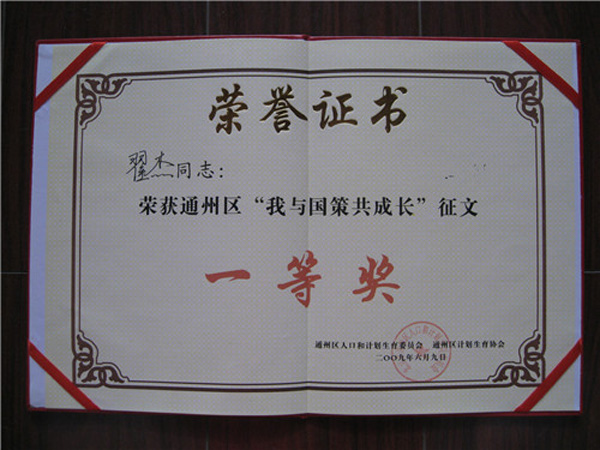 荣誉证书
翟杰同志：
荣获通州区“我与国策共成长”征文
一等奖
通州区人口和计划生育委员会 通州区计划生育协会
二〇〇九年六月九日